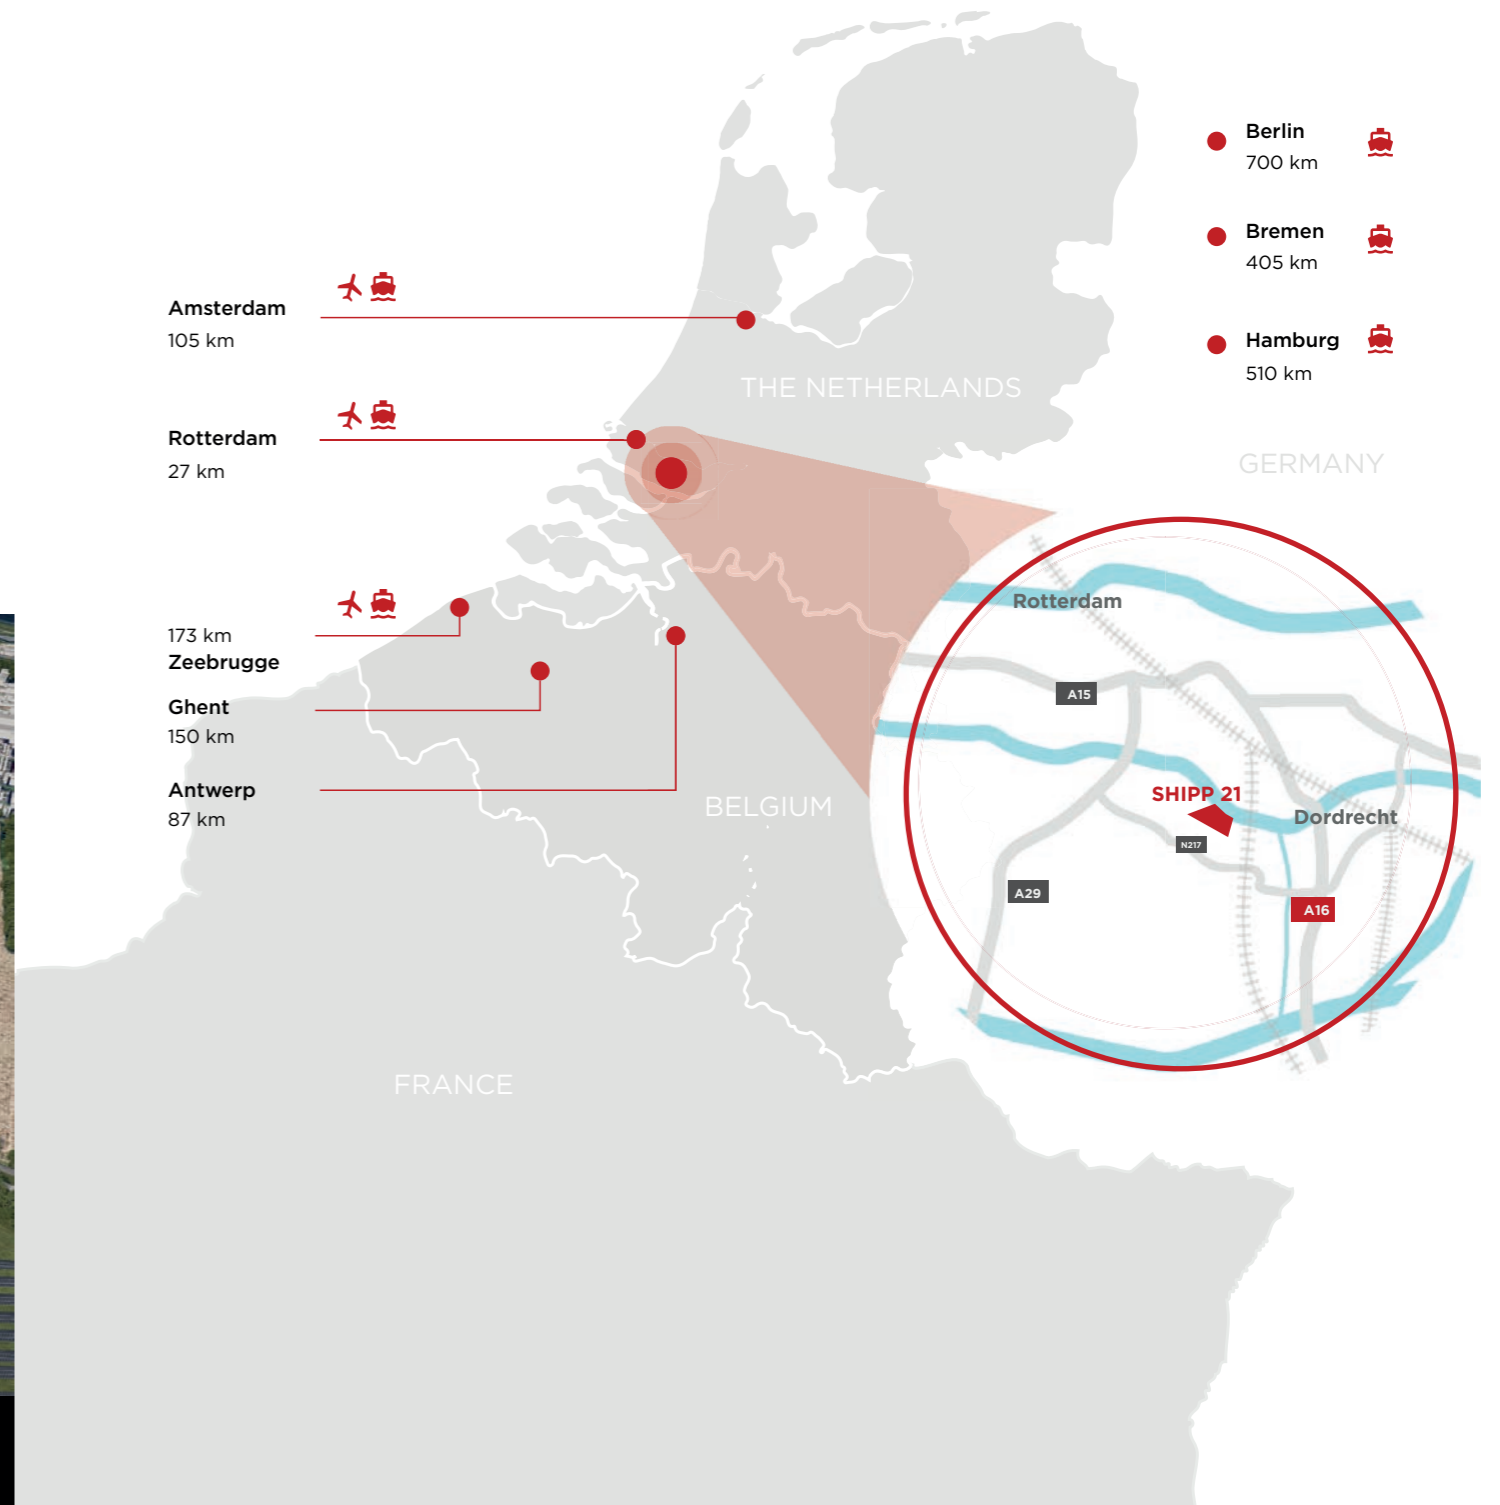 Berlin
700 km
Bremen
405 km
Hamburg
510 km
Amsterdam
105 km
THE NETHERLANDS
Rotterdam
27 km
GERMANY
173 km
Zeebrugge
Ghent
150 km
Antwerp
87 km
BELGIUM
FRANCE
Rotterdam
A15
SHIPP 21
Dordrecht
N217
A29
A16